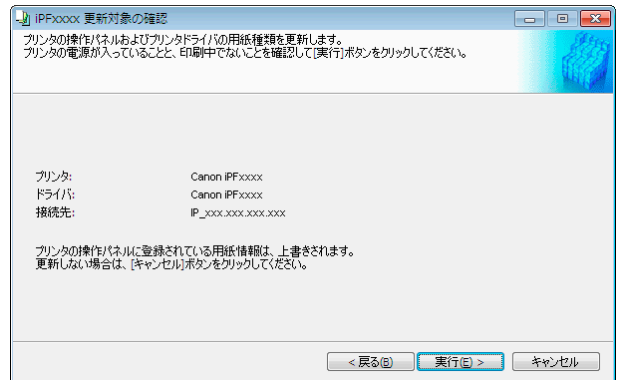 iPFxxxx 更新対象の確認
プリンタの操作パネルおよびプリンタドライバの用紙種類を更新します。
プリンタの電源が入っていることと、印刷中でないことを確認して[実行]ボタンをクリックしてください。
プリンタ: Canon iPFxxxx
ドライバ: Canon iPFxxxx
接続先: IP_xxx.xxx.xxx.xxx
プリンタの操作パネルに登録されている用紙情報は、上書きされます。
更新しない場合は、[キャンセル]ボタンをクリックしてください。
< 戻る(B) 実行(E) > キャンセル